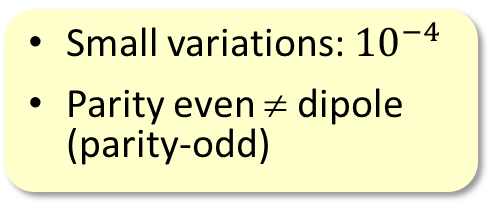 • Small variations: 10⁻⁴
• Parity even ≠ dipole
(parity-odd)